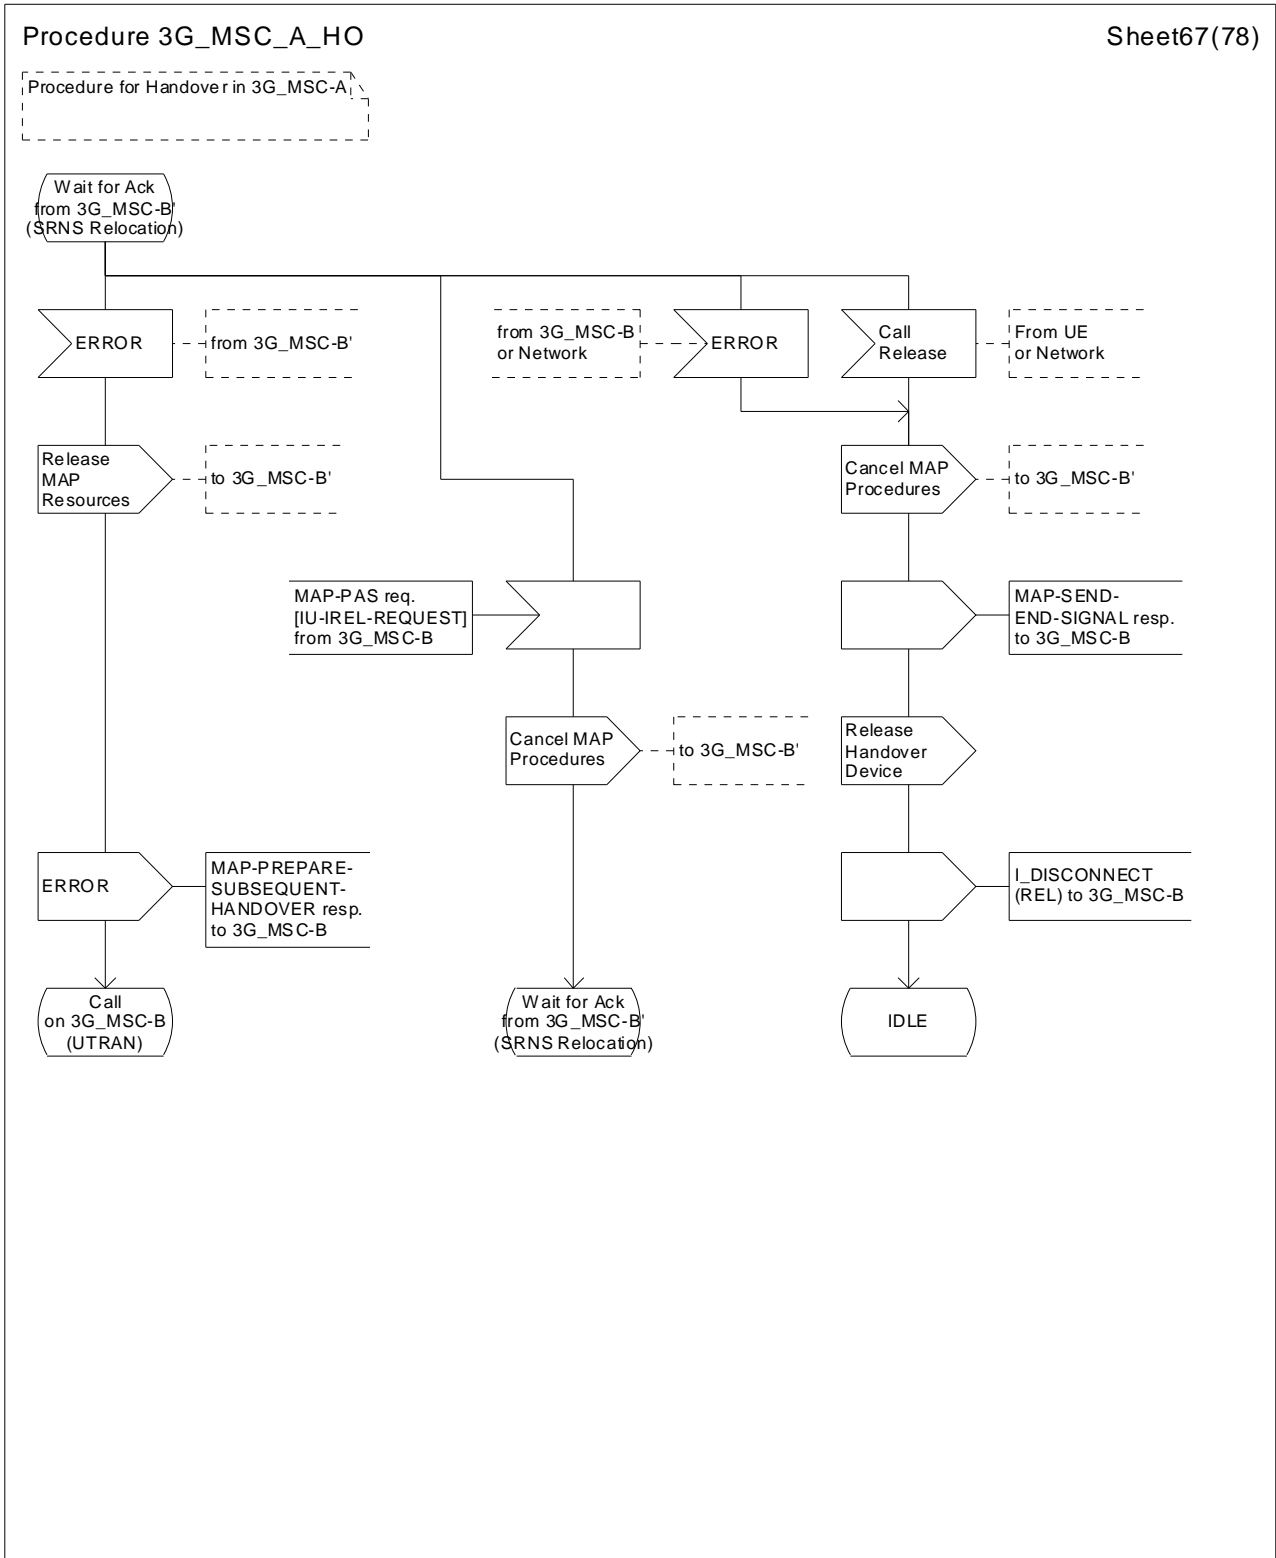 Procedure 3G_MSC_A_HO
Sheet67(78)
Procedure for Handover in 3G_MSC-A
Wait for Ack
from 3G_MSC-B'
(SRNS Relocation)
ERROR
from 3G_MSC-B'
from 3G_MSC-B
or Network
ERROR
Call
Release
From UE
or Network
Release
MAP
Resources
to 3G_MSC-B'
Cancel MAP
Procedures
to 3G_MSC-B'
MAP-PAS req.
[IU-IREL-REQUEST]
from 3G_MSC-B
MAP-SEND-
END-SIGNAL resp.
to 3G_MSC-B
Cancel MAP
Procedures
to 3G_MSC-B'
Release
Handover
Device
ERROR
MAP-PREPARE-
SUBSEQUENT-
HANDOVER resp.
to 3G_MSC-B
I_DISCONNECT
(REL) to 3G_MSC-B
Call
on 3G_MSC-B
(UTRAN)
Wait for Ack
from 3G_MSC-B'
(SRNS Relocation)
IDLE